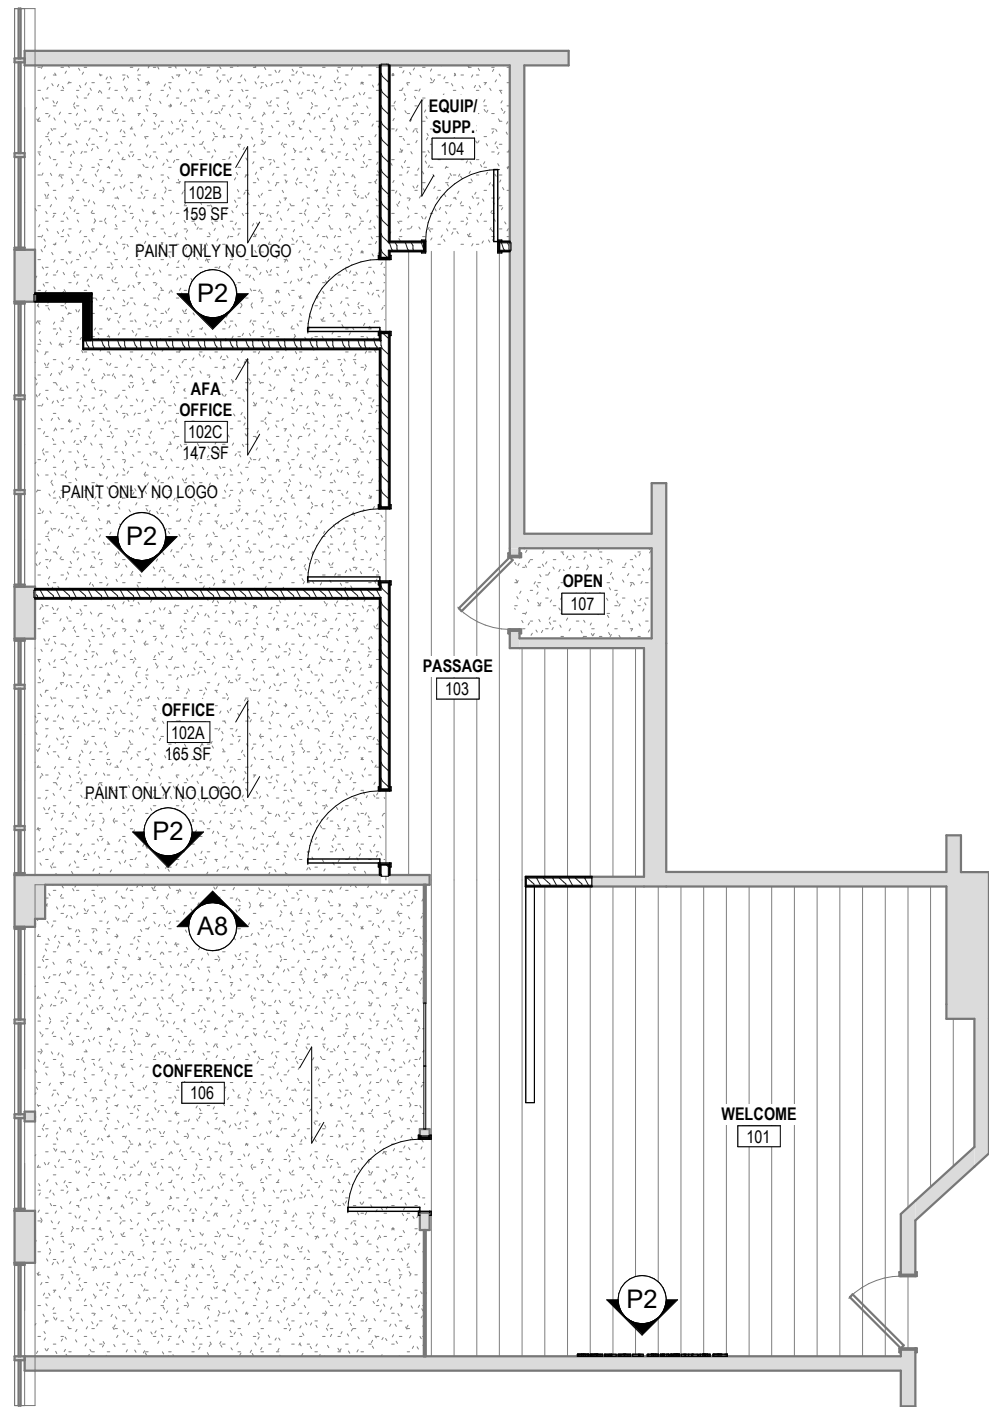 EQUIP/
SUPP.
104
OFFICE
102B
159 SF
PAINT ONLY NO LOGO
P2
AFA
OFFICE
102C
147 SF
PAINT ONLY NO LOGO
P2
OPEN
107
PASSAGE
103
OFFICE
102A
165 SF
PAINT ONLY NO LOGO
P2
A8
CONFERENCE
106
WELCOME
101
P2